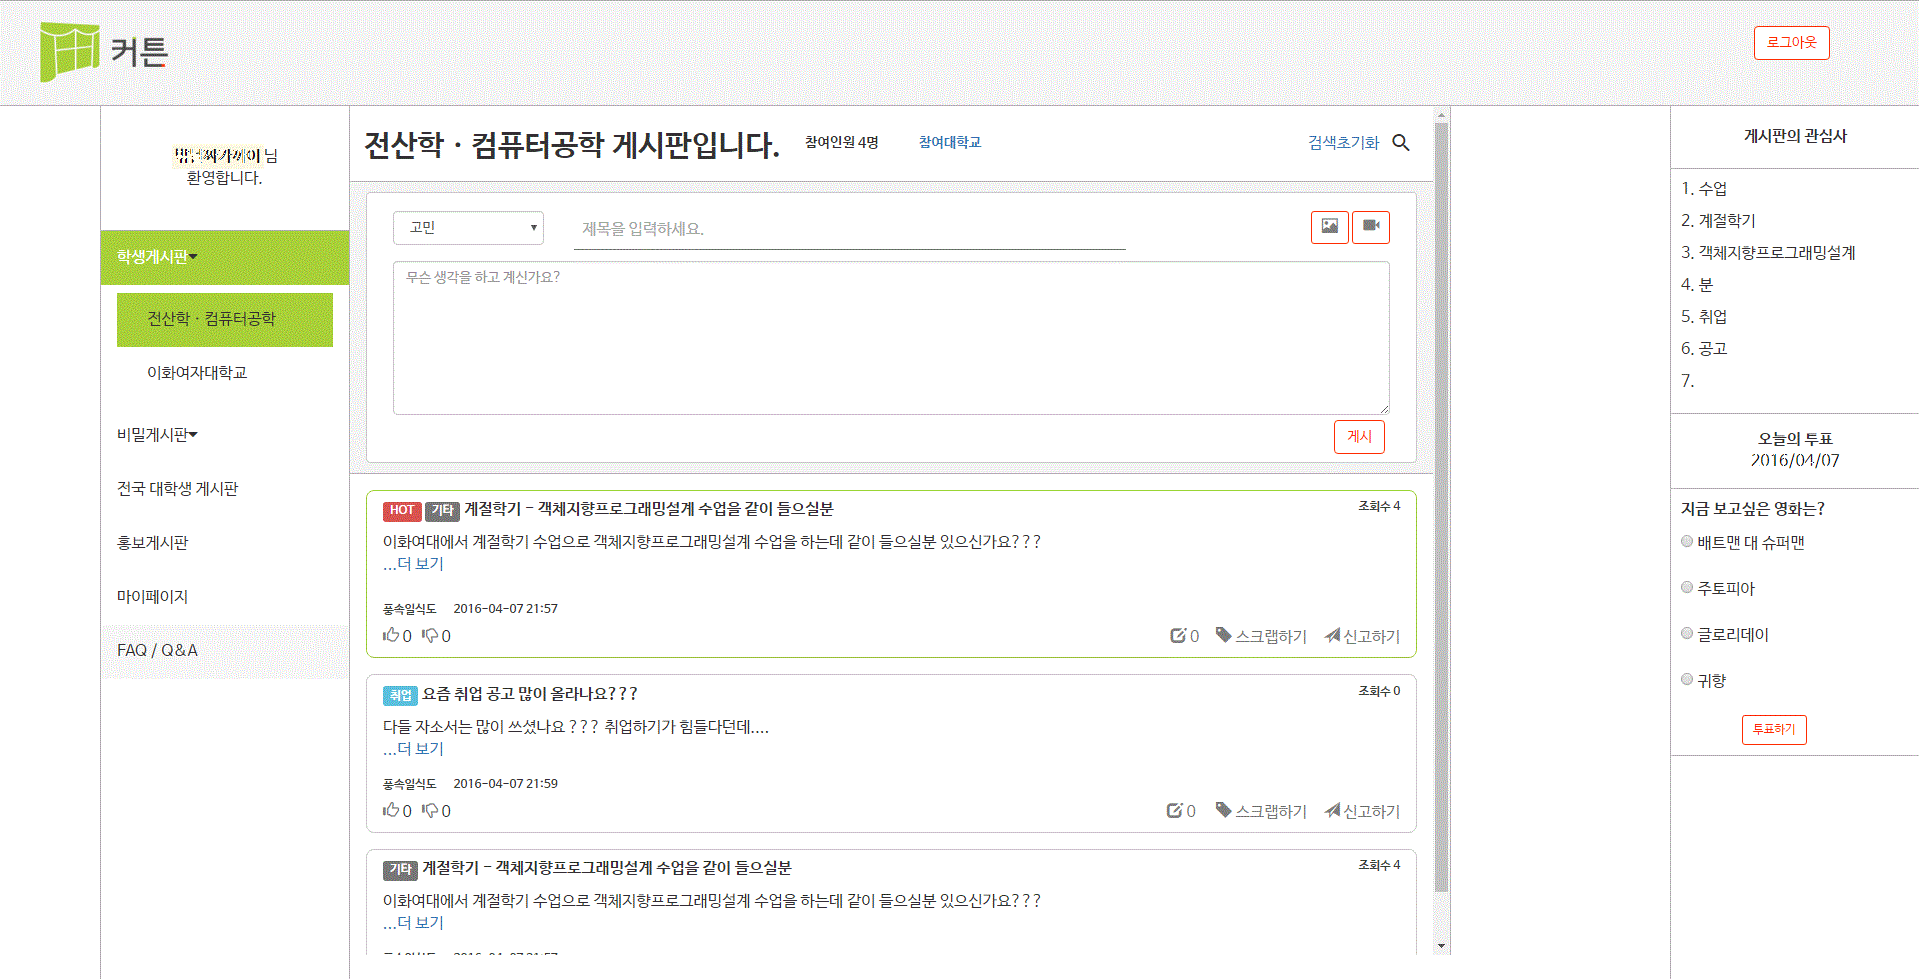 커튼
로그아웃
님
환영합니다.
학생게시판
전산학 · 컴퓨터공학
이화여자대학교
비밀게시판
전국 대학생 게시판
홍보게시판
마이페이지
FAQ / Q&A
전산학 · 컴퓨터공학 게시판입니다. 참여인원 4명 참여대학교 검색초기화
고민 제목을 입력하세요.
무슨 생각을 하고 계신가요?
게시
HOT 기타 계절학기 - 객체지향프로그래밍설계 수업을 같이 들으실분 조회수 4
이화여대에서 계절학기 수업으로 객체지향프로그래밍설계 수업을 하는데 같이 들으실분 있으신가요???
...더 보기
풍속일식도 2016-04-07 21:57
0 0 0 스크랩하기 신고하기
취업 요즘 취업 공고 많이 올라나요??? 조회수 0
다들 자소서는 많이 쓰셨나요 ??? 취업하기가 힘들다던데....
...더 보기
풍속일식도 2016-04-07 21:59
0 0 0 스크랩하기 신고하기
기타 계절학기 - 객체지향프로그래밍설계 수업을 같이 들으실분 조회수 4
이화여대에서 계절학기 수업으로 객체지향프로그래밍설계 수업을 하는데 같이 들으실분 있으신가요???
...더 보기
게시판의 관심사
1. 수업
2. 계절학기
3. 객체지향프로그래밍설계
4. 분
5. 취업
6. 공고
7.
오늘의 투표
2016/04/07
지금 보고싶은 영화는?
배트맨 대 슈퍼맨
주토피아
글로리데이
귀향
투표하기